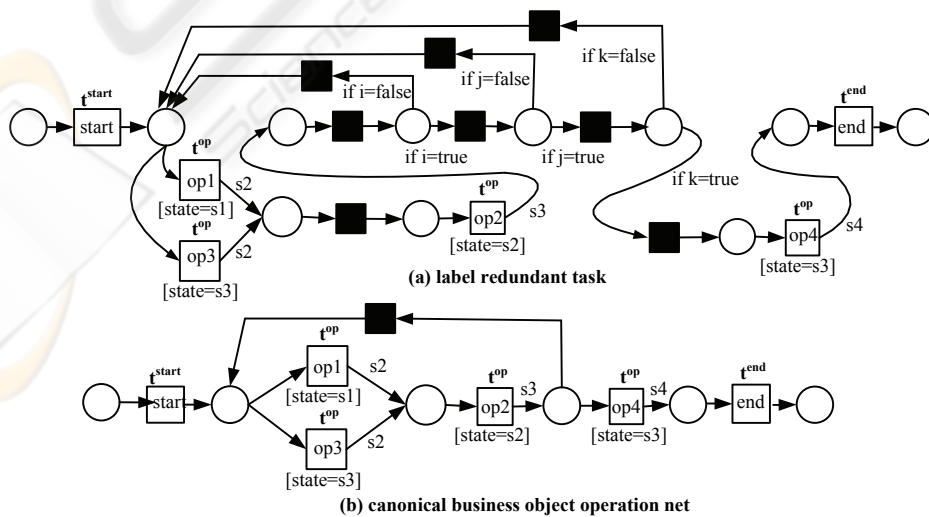 if k=false
if j=false
if i=false
t^start
start
t^op
op1
s2
[state=s1]
t^op
op3
s2
[state=s3]
if i=true
if j=true
t^op
op2
s3
[state=s2]
if k=true
t^op
op4
s4
[state=s3]
t^end
end
(a) label redundant task
t^start
start
t^op
op1
s2
[state=s1]
t^op
op3
s2
[state=s3]
t^op
op2
s3
[state=s2]
t^op
op4
s4
[state=s3]
t^end
end
(b) canonical business object operation net